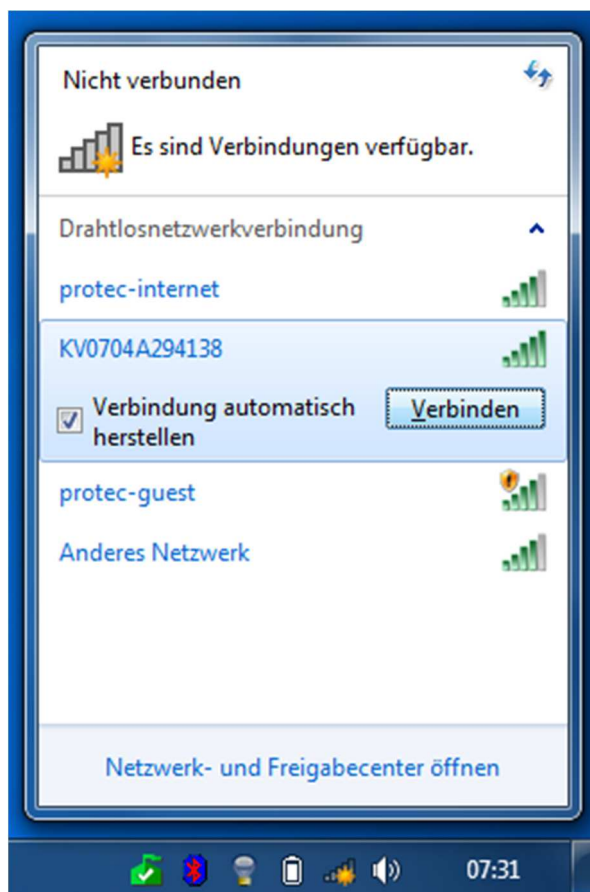 Nicht verbunden
Es sind Verbindungen verfügbar.
Drahtlosnetzwerkverbindung
protec-internet
KV0704A294138
Verbindung automatisch
herstellen
Verbinden
protec-guest
Anderes Netzwerk
Netzwerk- und Freigabecenter öffnen
07:31